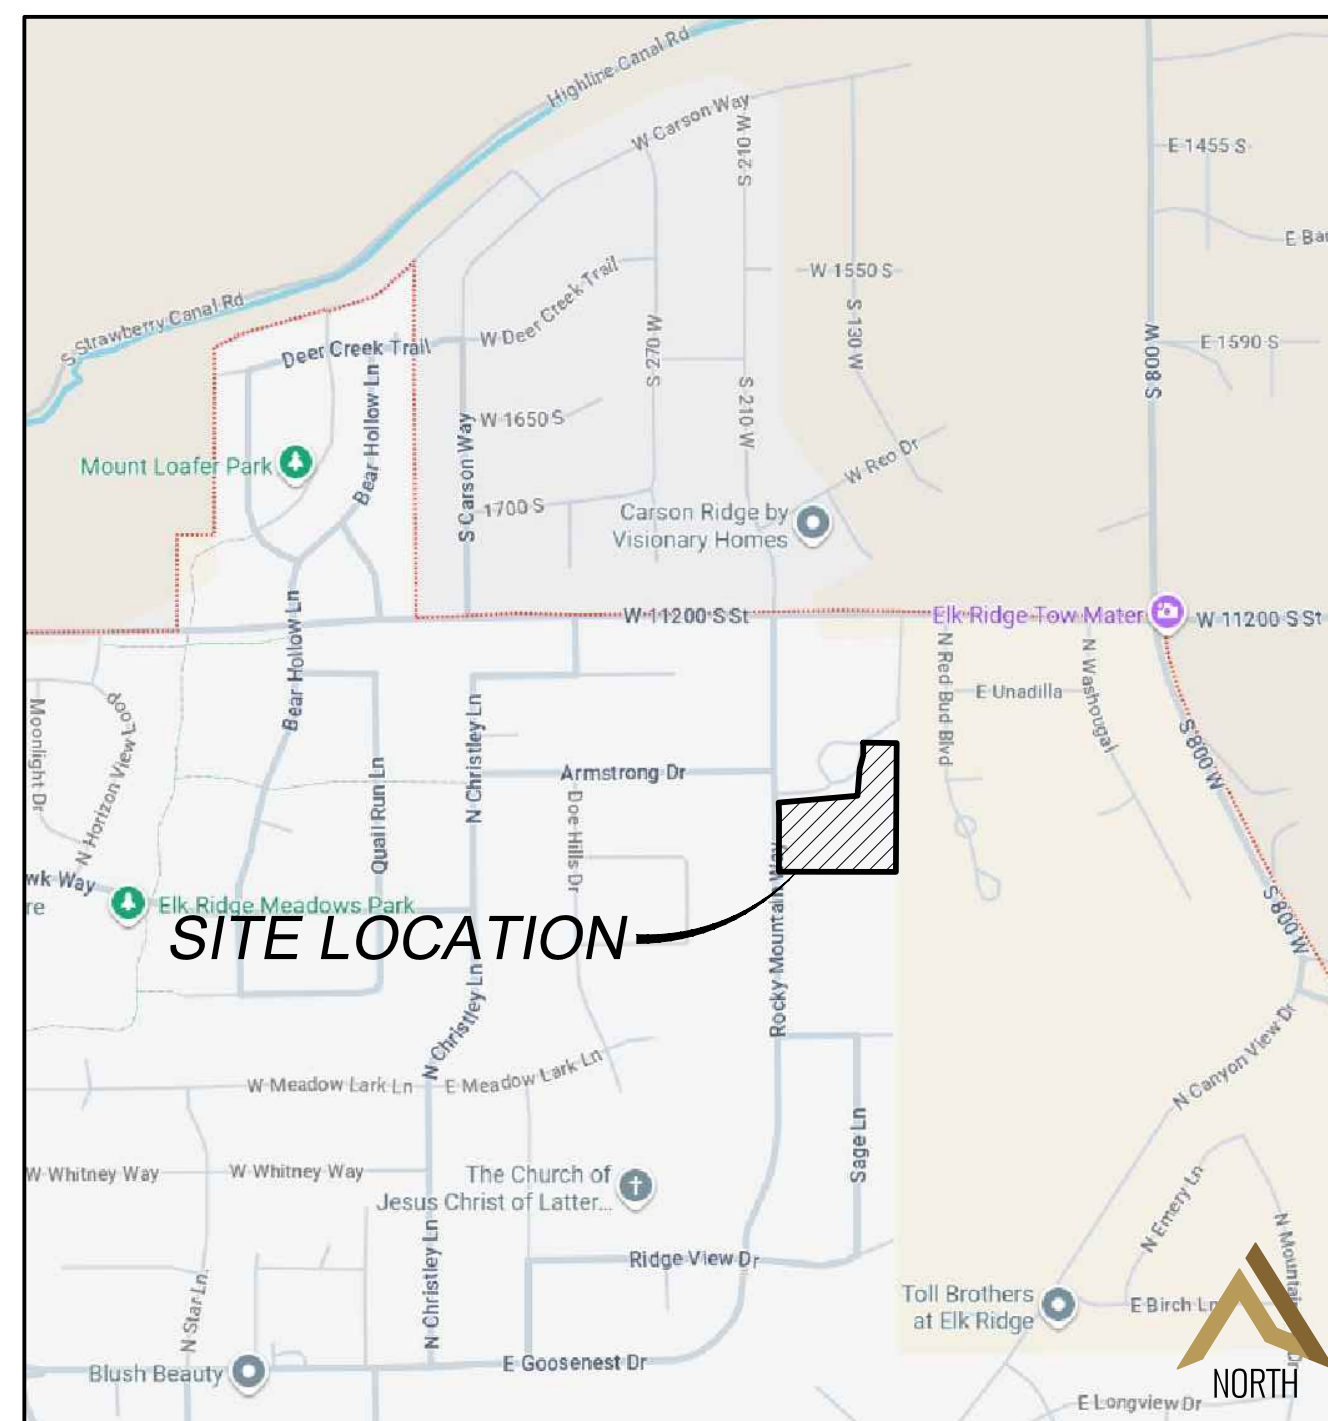 Highline Canal Rd
W Carson Way
S 210 W
E 1455 S
E Bar
S Strawberry Canal Rd
W Deer Creek Trail
W 1550 S
S 130 W
Deer Creek Trail
S 270 W
E 1590 S
S 800 W
Bear Hollow Ln
W 1650 S
S 210 W
Mount Loafer Park
S Carson Way
W Reo Dr
1700 S
Carson Ridge by
Visionary Homes
W 11200 S St
Elk Ridge Tow Mater
W 11200 S St
Bear Hollow Ln
N Red Bud Blvd
N Washougal
E Unadilla
Moonlight Dr
N Horizon View Loop
N Christley Ln
S 800 W
Armstrong Dr
Quail Run Ln
Doe Hills Dr
wk Way
re
Elk Ridge Meadows Park
SITE LOCATION
Rocky Mountain Way
S 800 W
N Christley Ln
N Canyon View Dr
W Meadow Lark Ln
E Meadow Lark Ln
Sage Ln
W Whitney Way
W Whitney Way
The Church of
Jesus Christ of Latter...
N Emery Ln
N Mountain
Dr
N Christley Ln
Ridge View Dr
N Star Ln
Toll Brothers
at Elk Ridge
E Birch Ln
Blush Beauty
E Goosenest Dr
NORTH
E Longview Dr